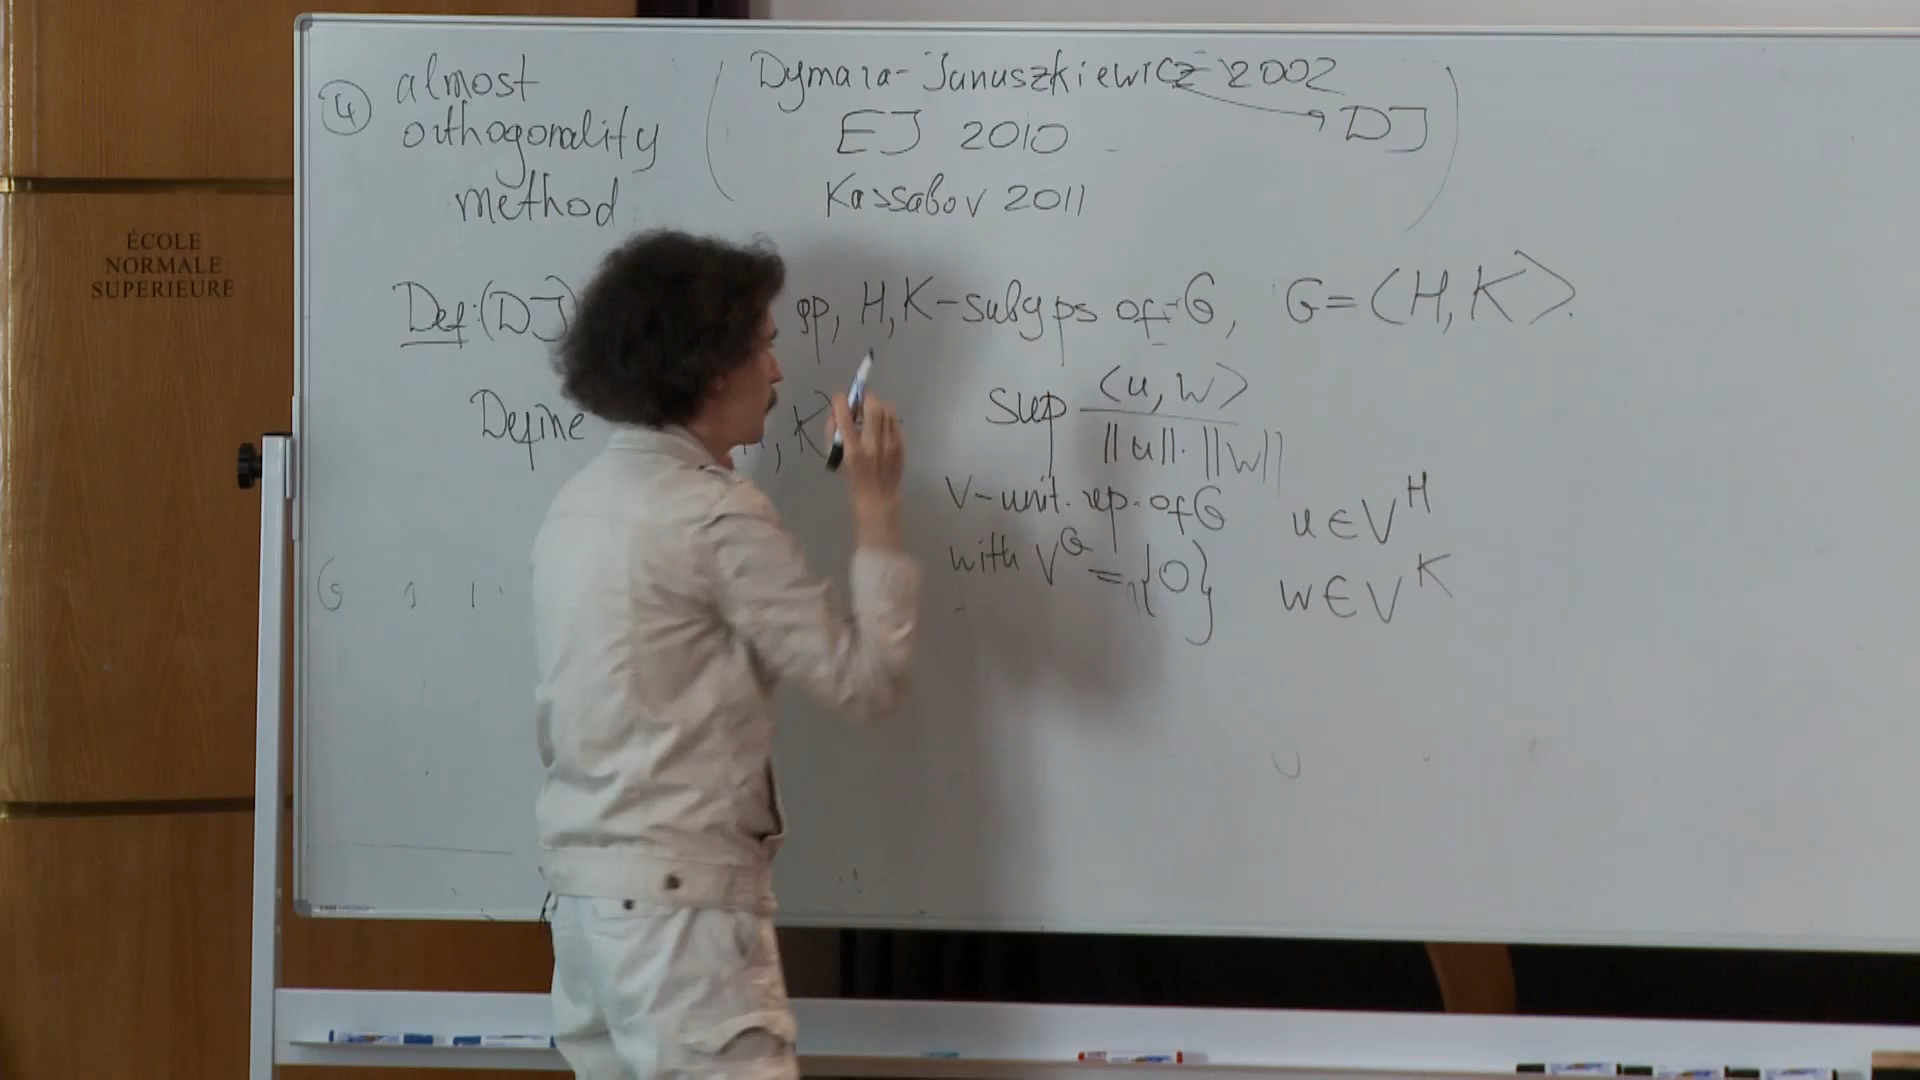 ④ almost orthogonality method
( Dymara-Januszkiewicz 2002 → DJ )
EJ 2010
Kassabov 2011
ÉCOLE
NORMALE
SUPERIEURE
Def: (DJ) gp, H, K - subgps of G, G = ⟨H, K⟩.
Define , K) sup ⟨u, w⟩ / ||u||·||w||
V-unit. rep. of G u ∈ V^H
with V^G = {0} w ∈ V^K